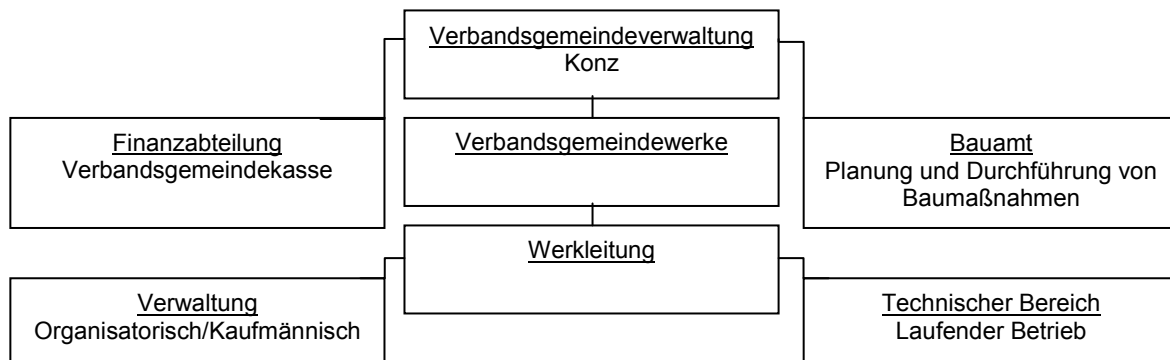 Verbandsgemeindeverwaltung
Konz
Finanzabteilung
Verbandsgemeindekasse
Verbandsgemeindewerke
Bauamt
Planung und Durchführung von
Baumaßnahmen
Werkleitung
Verwaltung
Organisatorisch/Kaufmännisch
Technischer Bereich
Laufender Betrieb